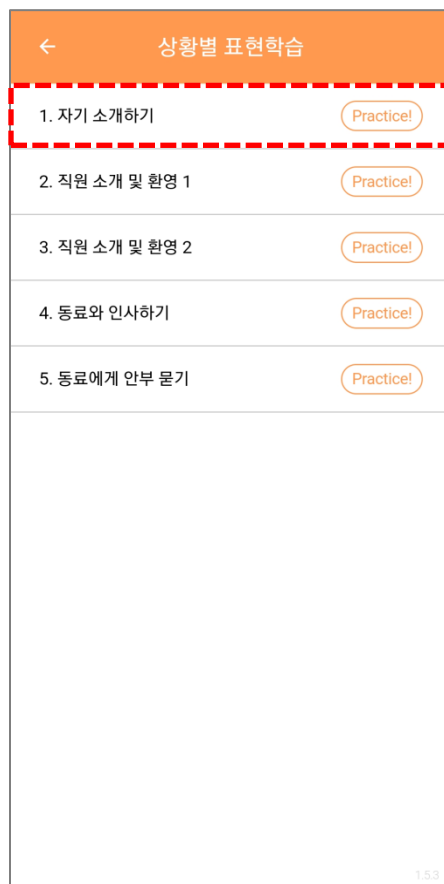 ← 상황별 표현학습
1. 자기 소개하기 Practice!
2. 직원 소개 및 환영 1 Practice!
3. 직원 소개 및 환영 2 Practice!
4. 동료와 인사하기 Practice!
5. 동료에게 안부 묻기 Practice!
1.5.3